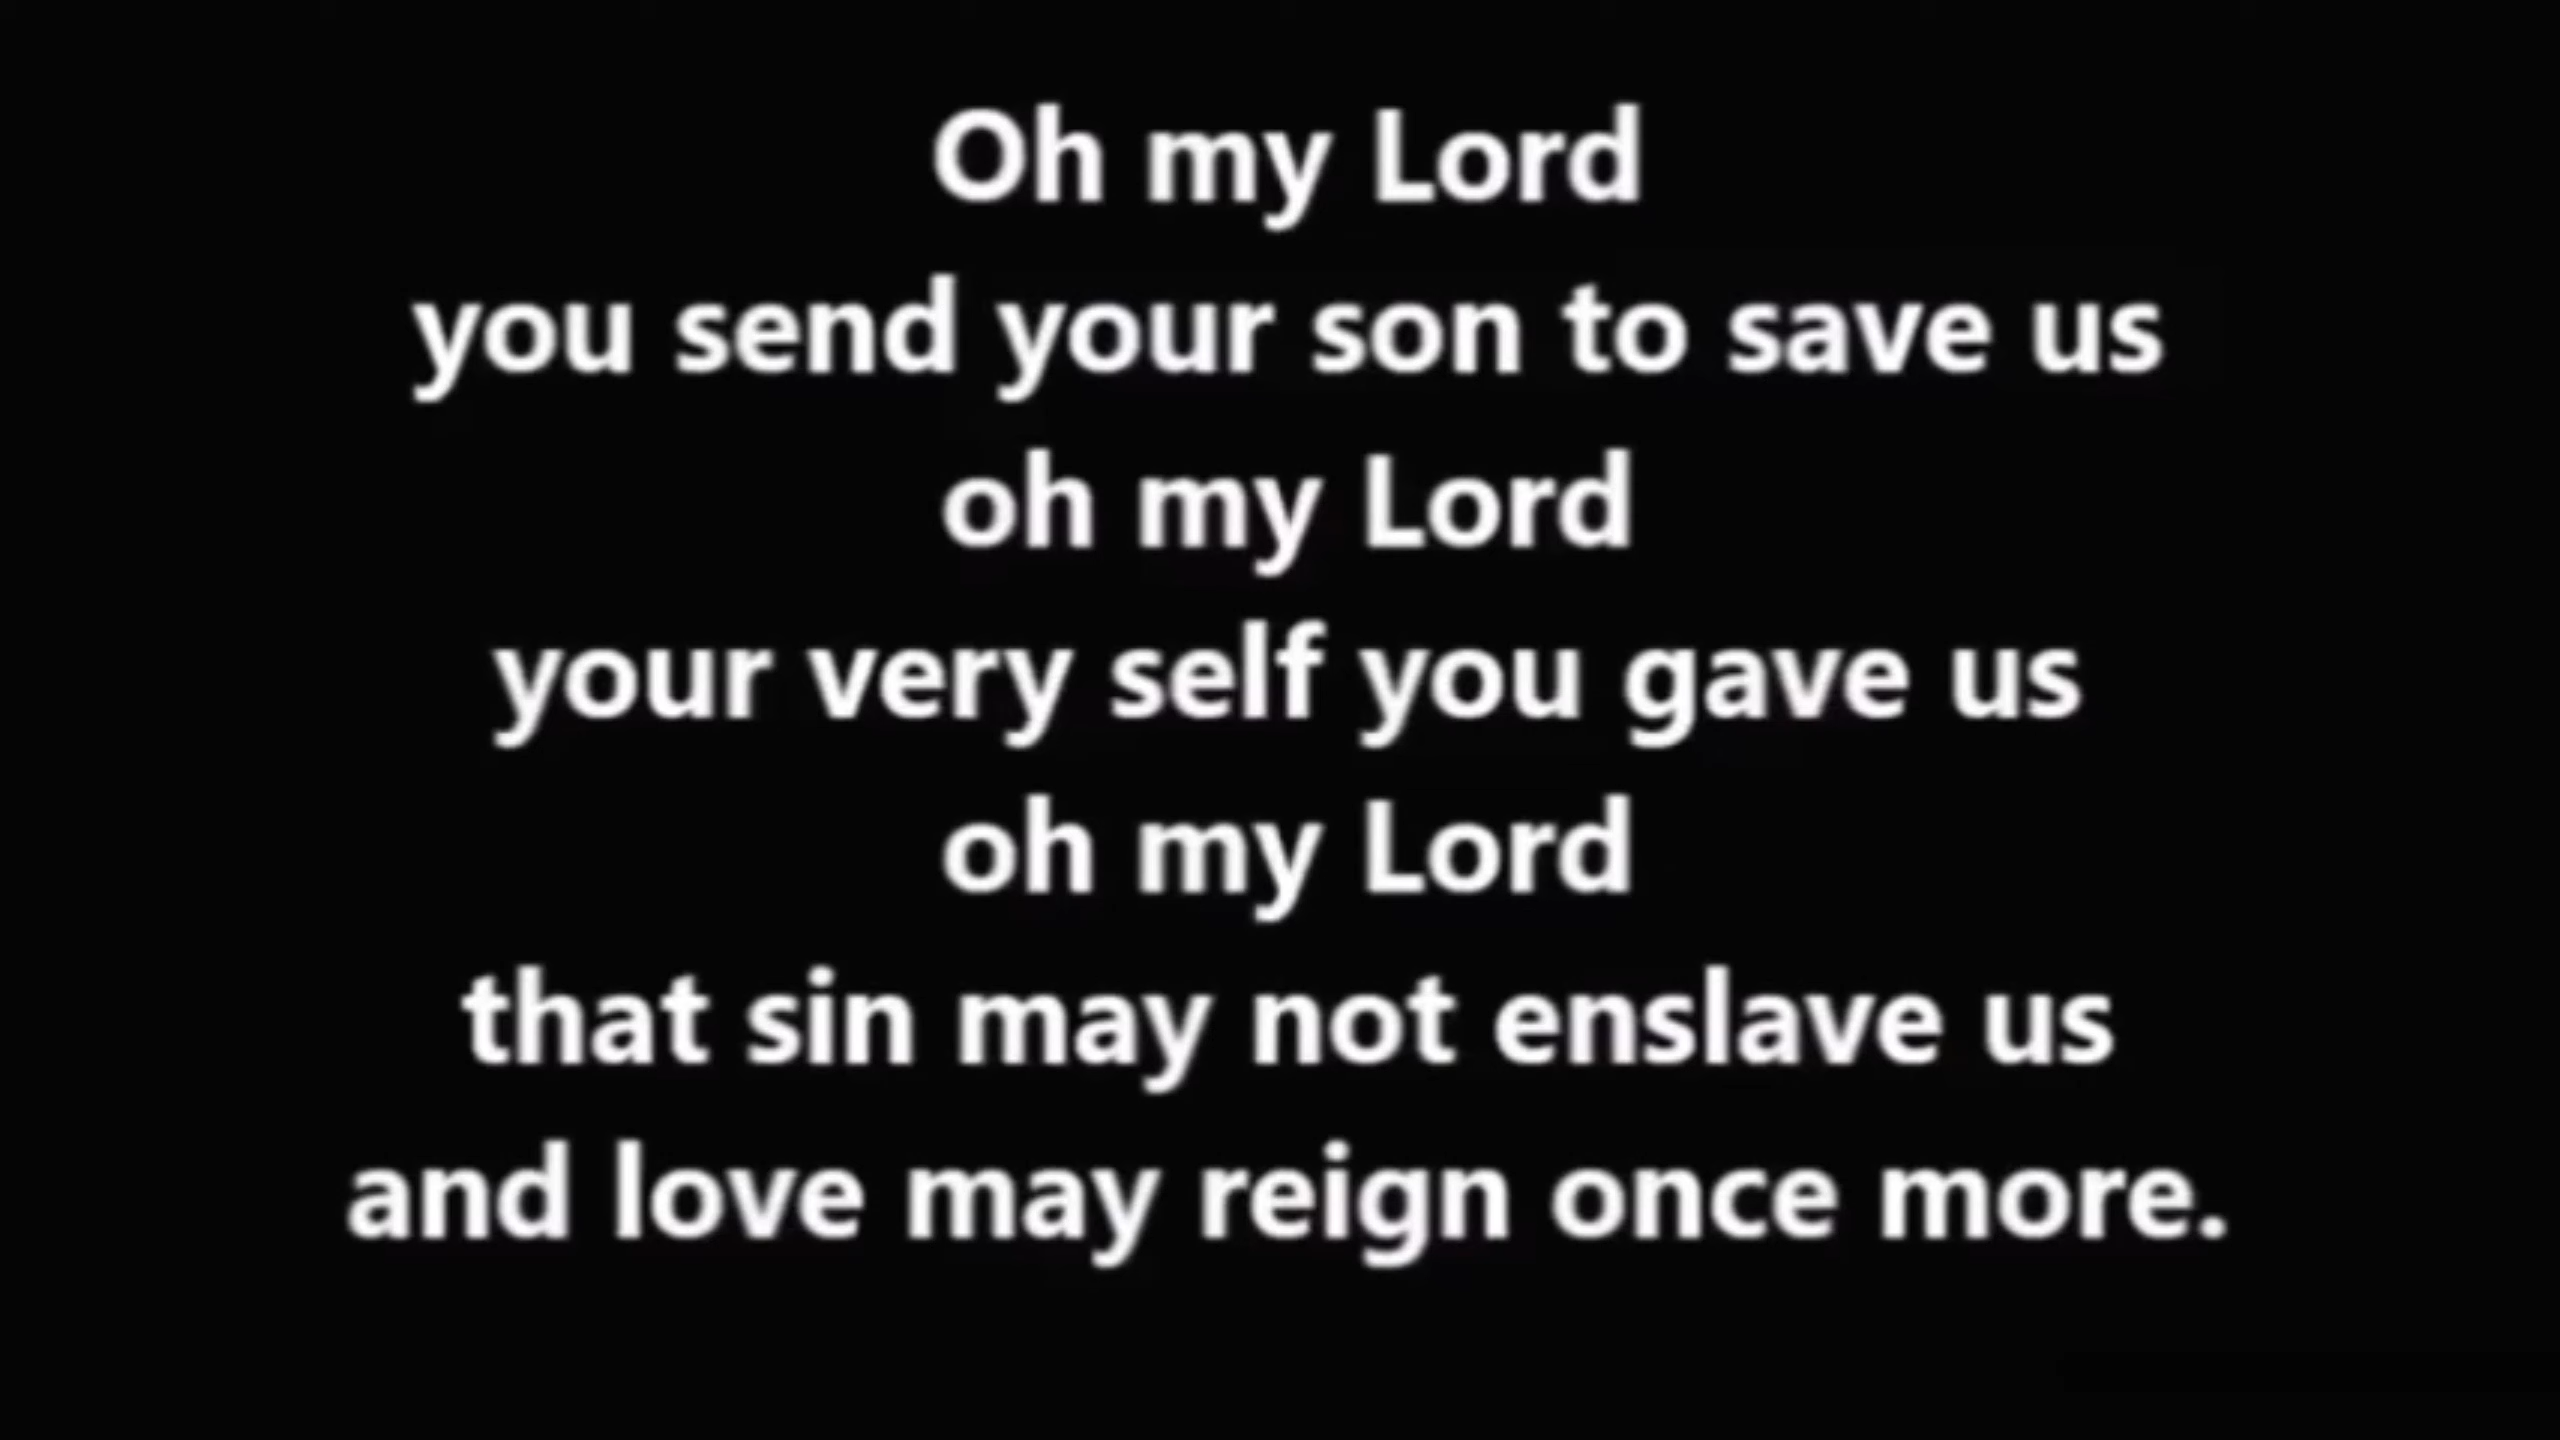 Oh my Lord
you send your son to save us
oh my Lord
your very self you gave us
oh my Lord
that sin may not enslave us
and love may reign once more.